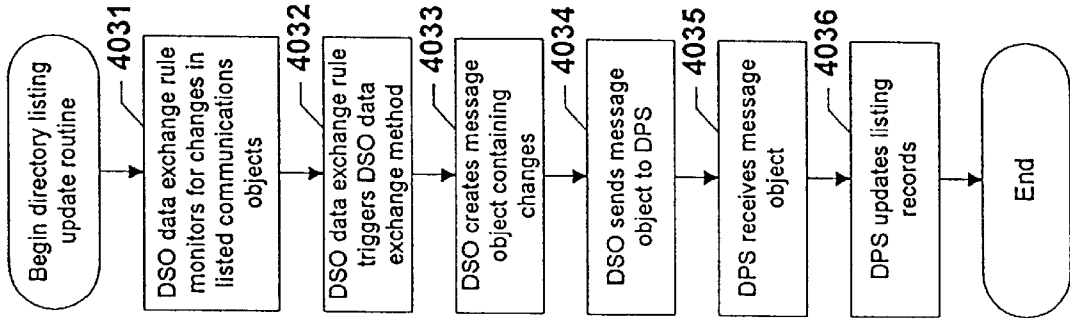 Begin directory listing
update routine
4031
DSO data exchange rule
monitors for changes in
listed communications
objects
4032
DSO data exchange rule
triggers DSO data
exchange method
4033
DSO creates message
object containing
changes
4034
DSO sends message
object to DPS
4035
DPS receives message
object
4036
DPS updates listing
records
End